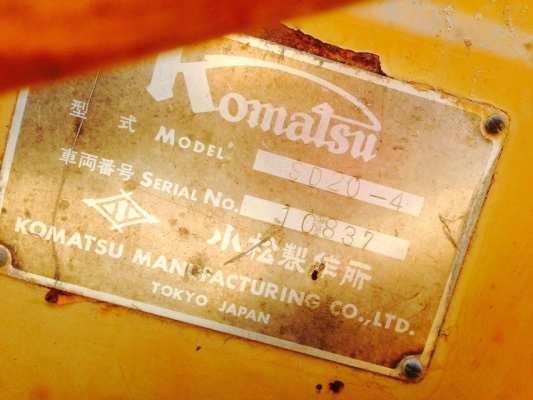 Komatsu
型式 MODEL SD20-4
車両番号 SERIAL No. J0837
小松製作所
KOMATSU MANUFACTURING CO.,LTD.
TOKYO JAPAN